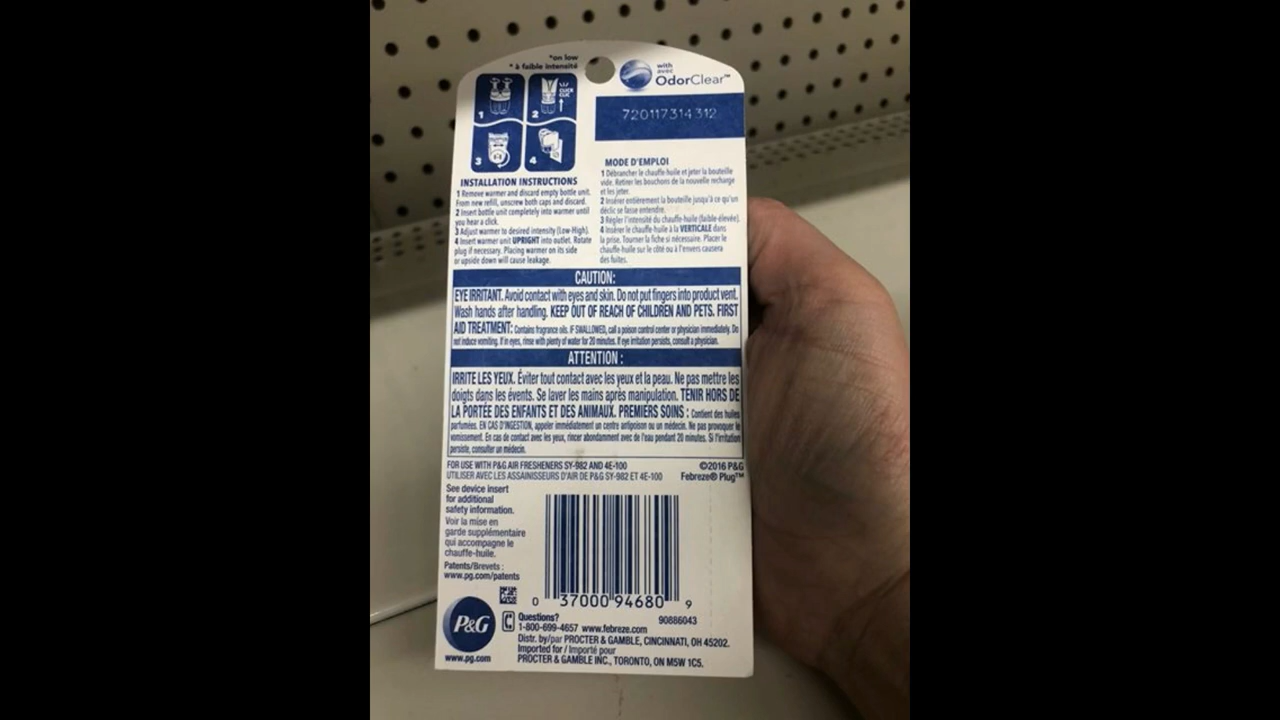 *on low
* à faible intensité
with
avec
OdorClear™
CLICK
CLIC
1
2
3
4
720117314312
INSTALLATION INSTRUCTIONS
1 Remove warmer and discard empty bottle unit.
From new refill, unscrew both caps and discard.
2 Insert bottle unit completely into warmer until
you hear a click.
3 Adjust warmer to desired intensity (Low-High).
4 Insert warmer unit UPRIGHT into outlet. Rotate
plug if necessary. Placing warmer on its side
or upside down will cause leakage.
MODE D'EMPLOI
1 Débrancher le chauffe-huile et jeter la bouteille
vide. Retirer les bouchons de la nouvelle recharge
et les jeter.
2 Insérer entièrement la bouteille jusqu'à ce qu'un
déclic se fasse entendre.
3 Régler l'intensité du chauffe-huile (faible-élevée).
4 Insérer le chauffe-huile à la VERTICALE dans
la prise. Tourner la fiche si nécessaire. Placer le
chauffe-huile sur le côté ou à l'envers causera
des fuites.
CAUTION:
EYE IRRITANT. Avoid contact with eyes and skin. Do not put fingers into product vent.
Wash hands after handling. KEEP OUT OF REACH OF CHILDREN AND PETS. FIRST
AID TREATMENT: Contains fragrance oils. IF SWALLOWED, call a poison control center or physician immediately. Do
not induce vomiting. If in eyes, rinse with plenty of water for 20 minutes. If eye irritation persists, consult a physician.
ATTENTION :
IRRITE LES YEUX. Éviter tout contact avec les yeux et la peau. Ne pas mettre les
doigts dans les évents. Se laver les mains après manipulation. TENIR HORS DE
LA PORTÉE DES ENFANTS ET DES ANIMAUX. PREMIERS SOINS : Contient des huiles
parfumées. EN CAS D'INGESTION, appeler immédiatement un centre antipoison ou un médecin. Ne pas provoquer le
vomissement. En cas de contact avec les yeux, rincer abondamment avec de l'eau pendant 20 minutes. Si l'irritation
persiste, consulter un médecin.
FOR USE WITH P&G AIR FRESHENERS SY-982 AND 4E-100
UTILISER AVEC LES ASSAINISSEURS D'AIR DE P&G SY-982 ET 4E-100
©2016 P&G
Febreze® Plug™
See device insert
for additional
safety information.
Voir la mise en
garde supplémentaire
qui accompagne le
chauffe-huile.
Patents/Brevets :
www.pg.com/patents
0 37000 94680 9
90886043
P&G
www.pg.com
Questions?
1-800-699-4657 www.febreze.com
Distr. by/par PROCTER & GAMBLE, CINCINNATI, OH 45202.
Imported for / Importé pour
PROCTER & GAMBLE INC., TORONTO, ON M5W 1C5.